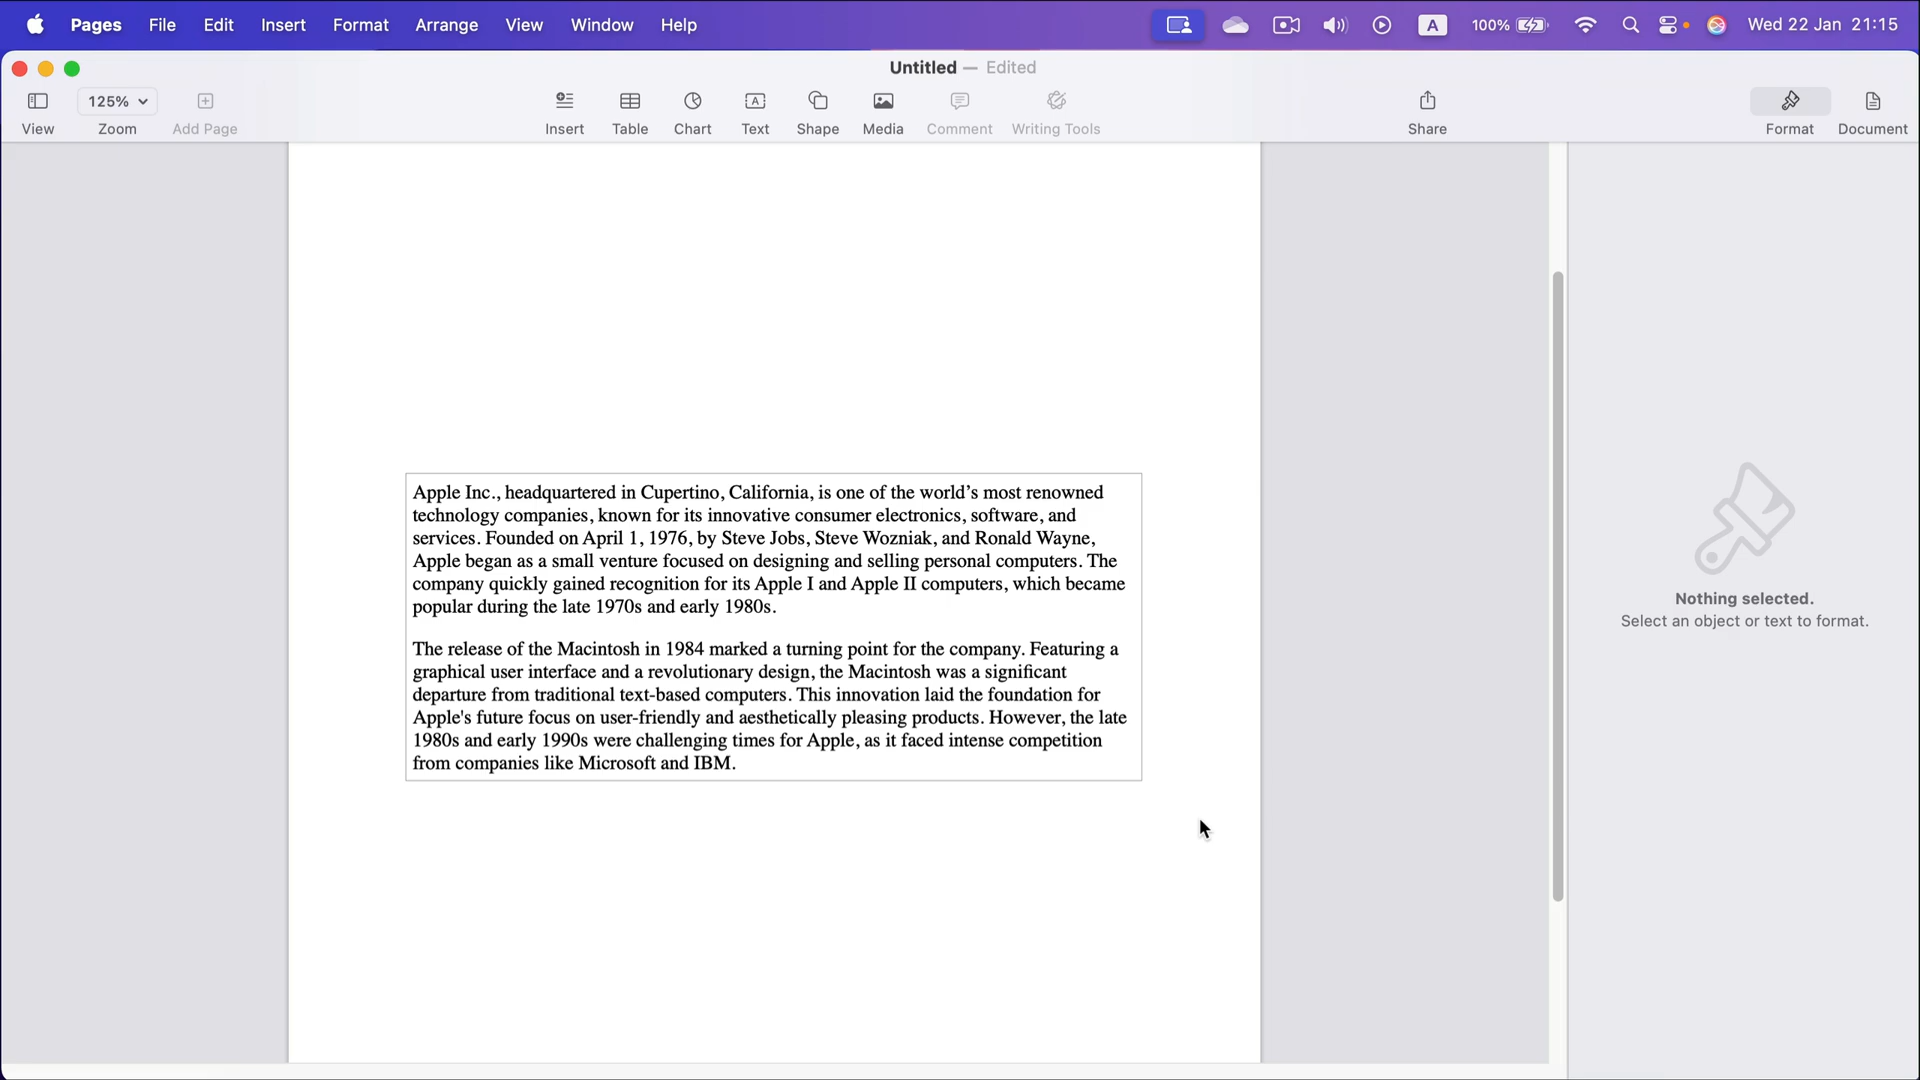 Pages File Edit Insert Format Arrange View Window Help A 100% Wed 22 Jan 21:15
Untitled — Edited
125%
View Zoom Add Page Insert Table Chart Text Shape Media Comment Writing Tools Share Format Document
Apple Inc., headquartered in Cupertino, California, is one of the world’s most renowned
technology companies, known for its innovative consumer electronics, software, and
services. Founded on April 1, 1976, by Steve Jobs, Steve Wozniak, and Ronald Wayne,
Apple began as a small venture focused on designing and selling personal computers. The
company quickly gained recognition for its Apple I and Apple II computers, which became
popular during the late 1970s and early 1980s.
The release of the Macintosh in 1984 marked a turning point for the company. Featuring a
graphical user interface and a revolutionary design, the Macintosh was a significant
departure from traditional text-based computers. This innovation laid the foundation for
Apple's future focus on user-friendly and aesthetically pleasing products. However, the late
1980s and early 1990s were challenging times for Apple, as it faced intense competition
from companies like Microsoft and IBM.
Nothing selected.
Select an object or text to format.